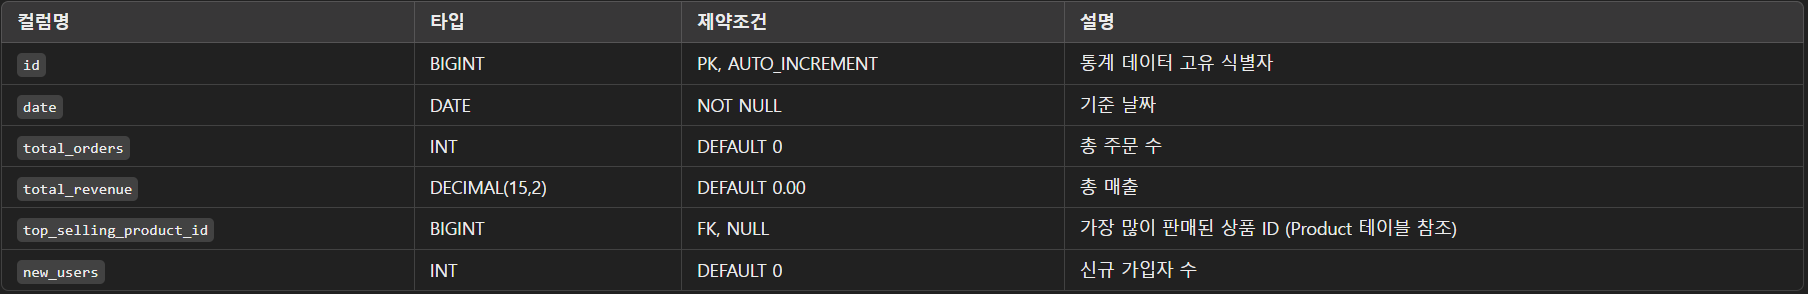 컬럼명 타입 제약조건 설명
id BIGINT PK, AUTO_INCREMENT 통계 데이터 고유 식별자
date DATE NOT NULL 기준 날짜
total_orders INT DEFAULT 0 총 주문 수
total_revenue DECIMAL(15,2) DEFAULT 0.00 총 매출
top_selling_product_id BIGINT FK, NULL 가장 많이 판매된 상품 ID (Product 테이블 참조)
new_users INT DEFAULT 0 신규 가입자 수